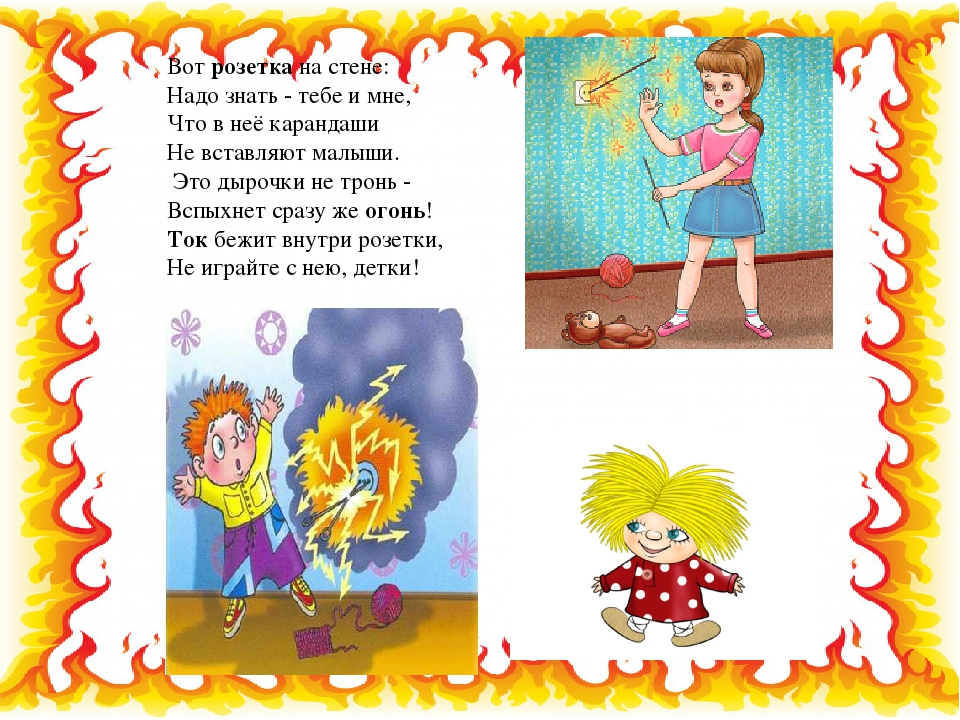 Вот розетка на стене:
Надо знать - тебе и мне,
Что в неё карандаши
Не вставляют малыши.
Это дырочки не тронь -
Вспыхнет сразу же огонь!
Ток бежит внутри розетки,
Не играйте с нею, детки!